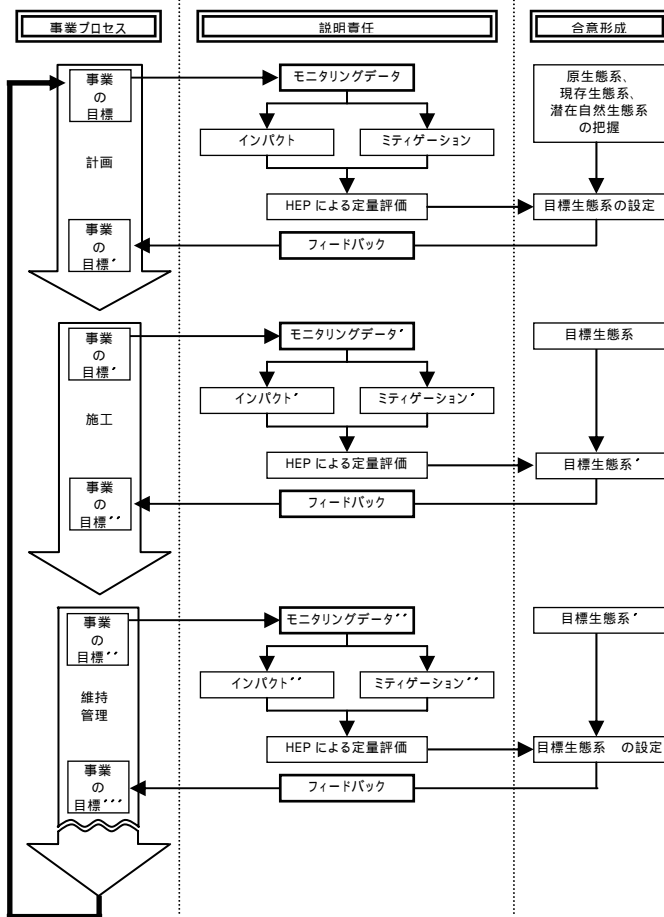 事業プロセス
説明責任
合意形成
事業
の
目標
計画
事業
の
目標´
モニタリングデータ
インパクト
ミティゲーション
HEP による定量評価
フィードバック
原生態系、
現存生態系、
潜在自然生態系
の把握
目標生態系の設定
事業
の
目標´
施工
事業
の
目標´´
モニタリングデータ´
インパクト´
ミティゲーション´
HEP による定量評価
フィードバック
目標生態系
目標生態系´
事業
の
目標´´
維持
管理
事業
の
目標´´´
モニタリングデータ´´
インパクト´´
ミティゲーション´´
HEP による定量評価
フィードバック
目標生態系´
目標生態系　の設定